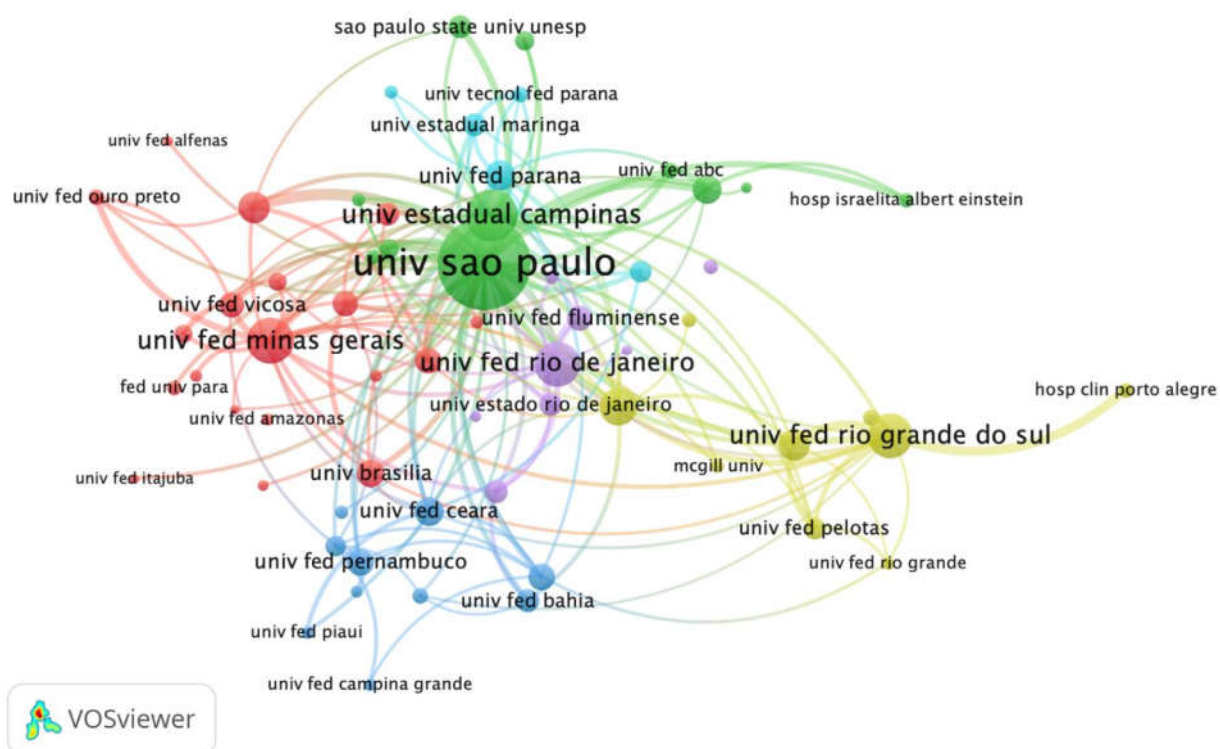 sao paulo state univ unesp
univ tecnol fed parana
univ estadual maringa
univ fed alfenas
univ fed abc
univ fed parana
univ fed ouro preto
hosp israelita albert einstein
univ estadual campinas
univ sao paulo
univ fed vicosa
univ fed fluminense
univ fed minas gerais
univ fed rio de janeiro
fed univ para
hosp clin porto alegre
univ estado rio de janeiro
univ fed amazonas
univ fed rio grande do sul
mcgill univ
univ brasilia
univ fed itajuba
univ fed ceara
univ fed pelotas
univ fed pernambuco
univ fed rio grande
univ fed bahia
univ fed piaui
univ fed campina grande
VOSviewer